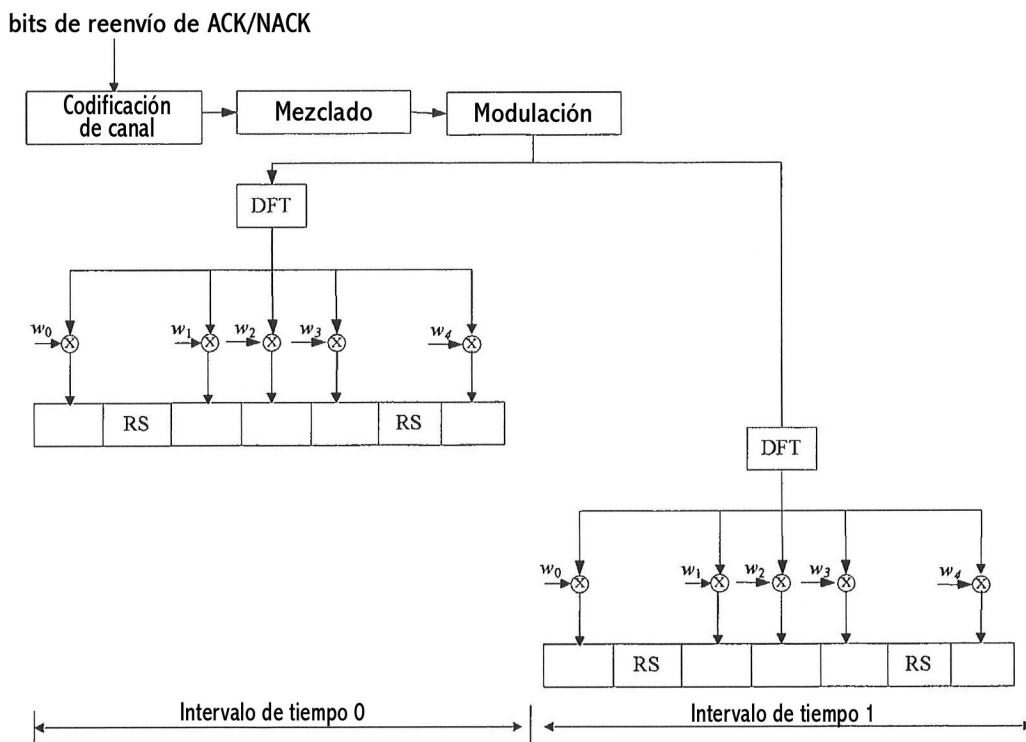 bits de reenvío de ACK/NACK
Codificación
de canal
Mezclado
Modulación
DFT
w0 w1 w2 w3 w4
X X X X X
RS RS
DFT
w0 w1 w2 w3 w4
X X X X X
RS RS
Intervalo de tiempo 0
Intervalo de tiempo 1